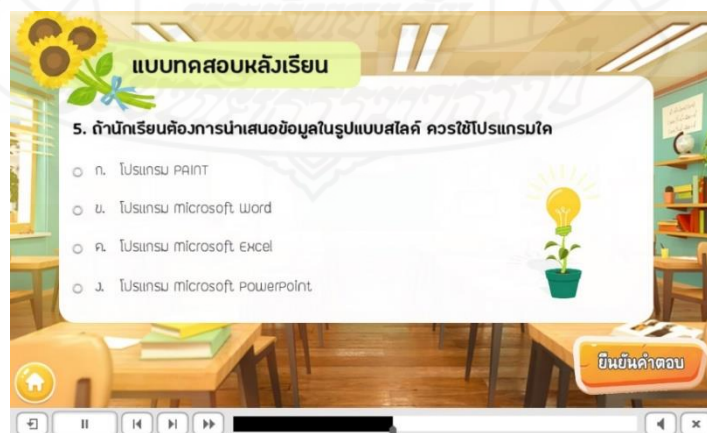 แบบทดสอบหลังเรียน
5. ถ้านักเรียนต้องการนำเสนอข้อมูลในรูปแบบสไลด์ ควรใช้โปรแกรมใด
ก. โปรแกรม PAINT
ข. โปรแกรม Microsoft Word
ค. โปรแกรม Microsoft Excel
ง. โปรแกรม Microsoft PowerPoint
ยืนยันคำตอบ